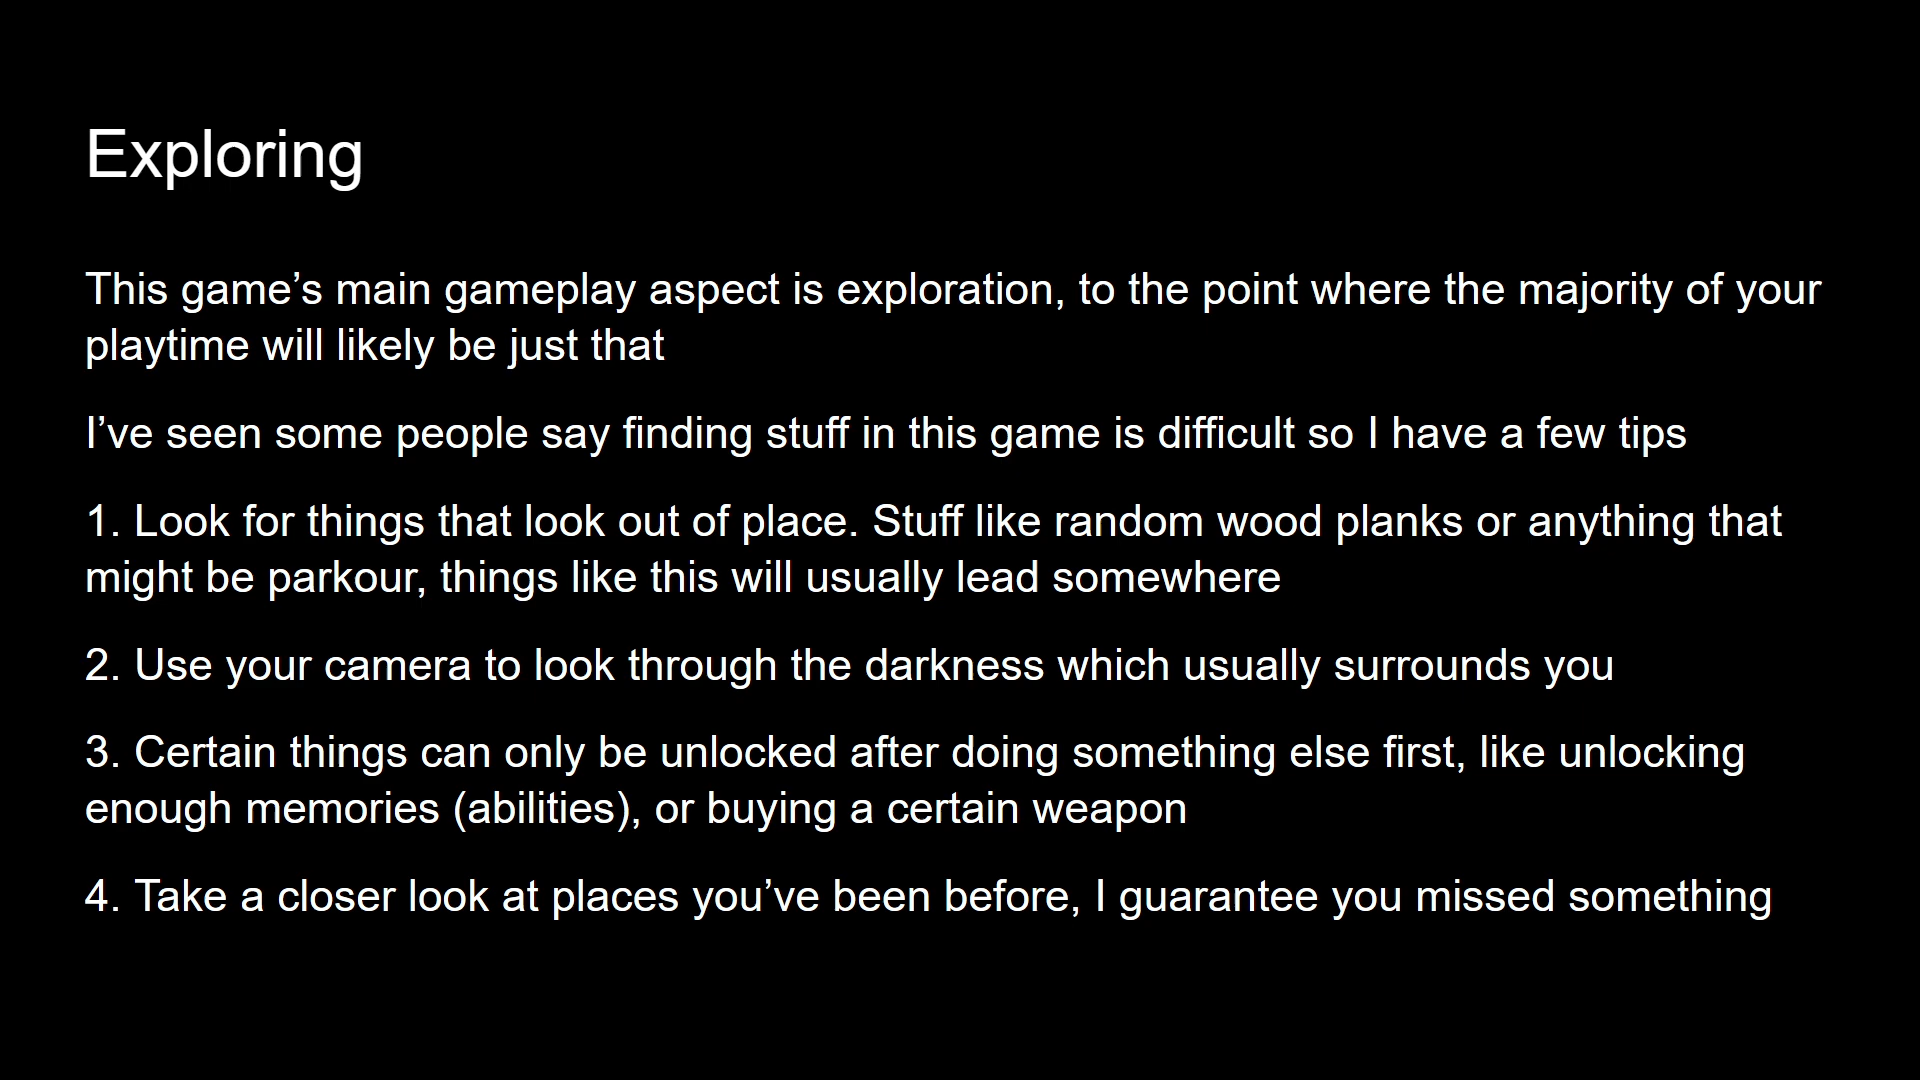 Exploring
This game’s main gameplay aspect is exploration, to the point where the majority of your
playtime will likely be just that
I’ve seen some people say finding stuff in this game is difficult so I have a few tips
1. Look for things that look out of place. Stuff like random wood planks or anything that
might be parkour, things like this will usually lead somewhere
2. Use your camera to look through the darkness which usually surrounds you
3. Certain things can only be unlocked after doing something else first, like unlocking
enough memories (abilities), or buying a certain weapon
4. Take a closer look at places you’ve been before, I guarantee you missed something